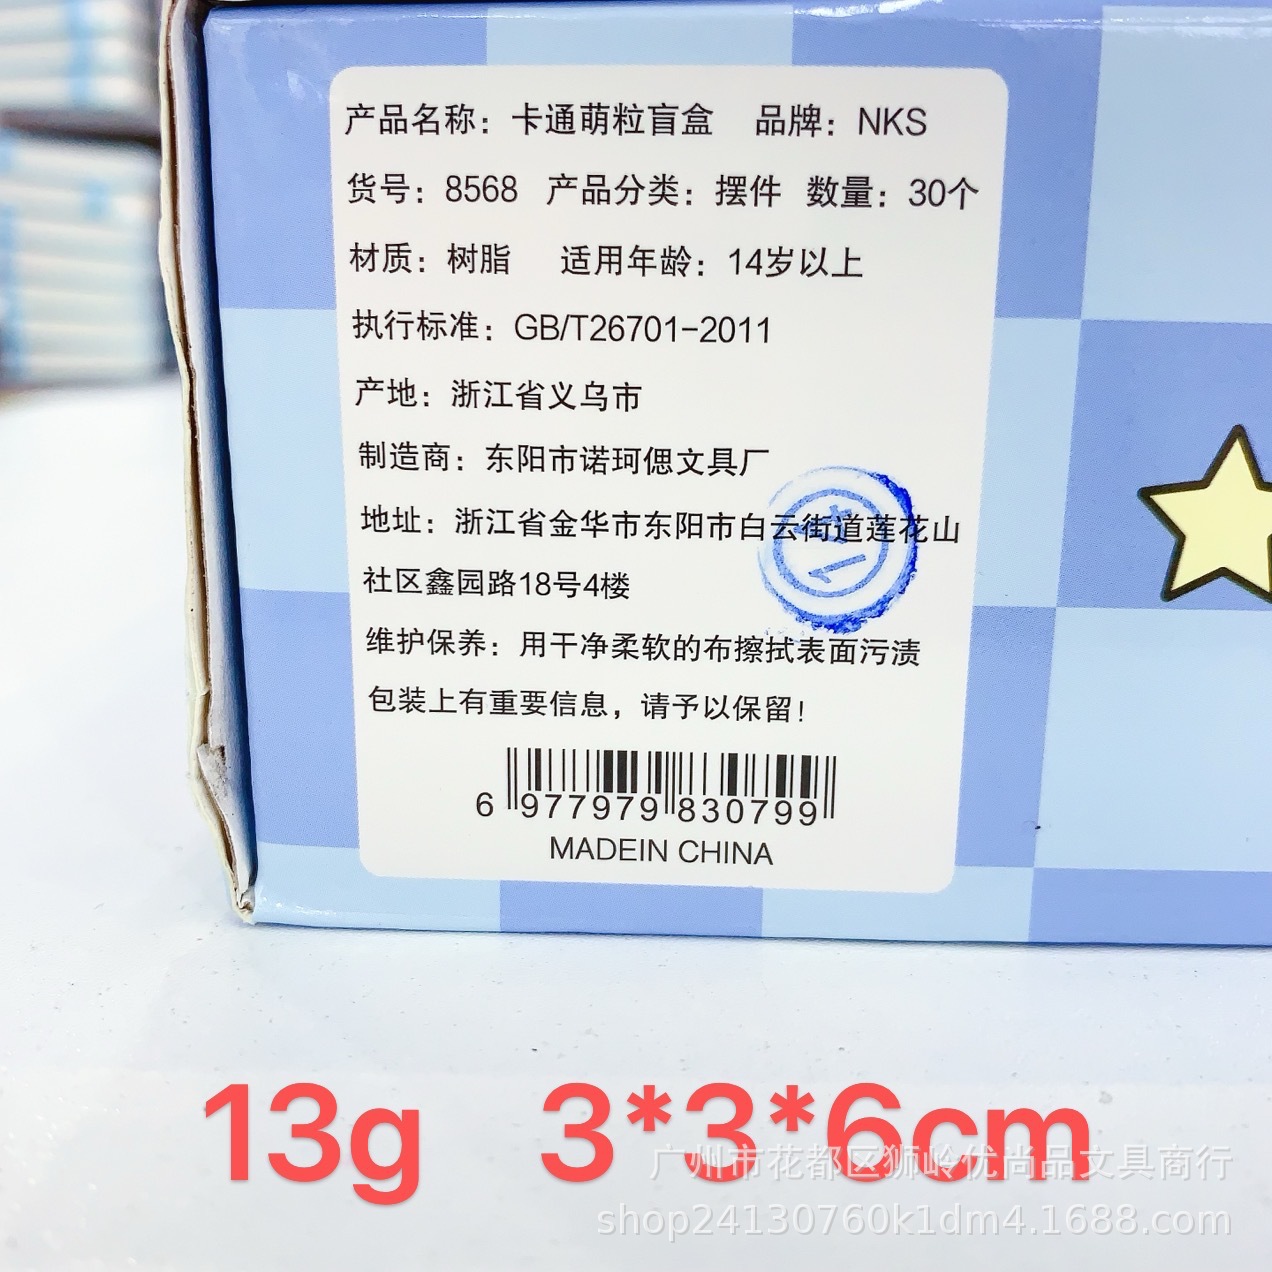 产品名称：卡通萌粒盲盒 品牌：NKS
货号：8568 产品分类：摆件 数量：30个
材质：树脂 适用年龄：14岁以上
执行标准：GB/T26701-2011
产地：浙江省义乌市
制造商：东阳市诺珂偲文具厂
地址：浙江省金华市东阳市白云街道莲花山
社区鑫园路18号4楼
维护保养：用干净柔软的布擦拭表面污渍
包装上有重要信息，请予以保留！
6 977979 830799
MADEIN CHINA
13g 3*3*6cm
广州市花都区狮岭优尚品文具商行
shop24130760k1dm4.1688.com